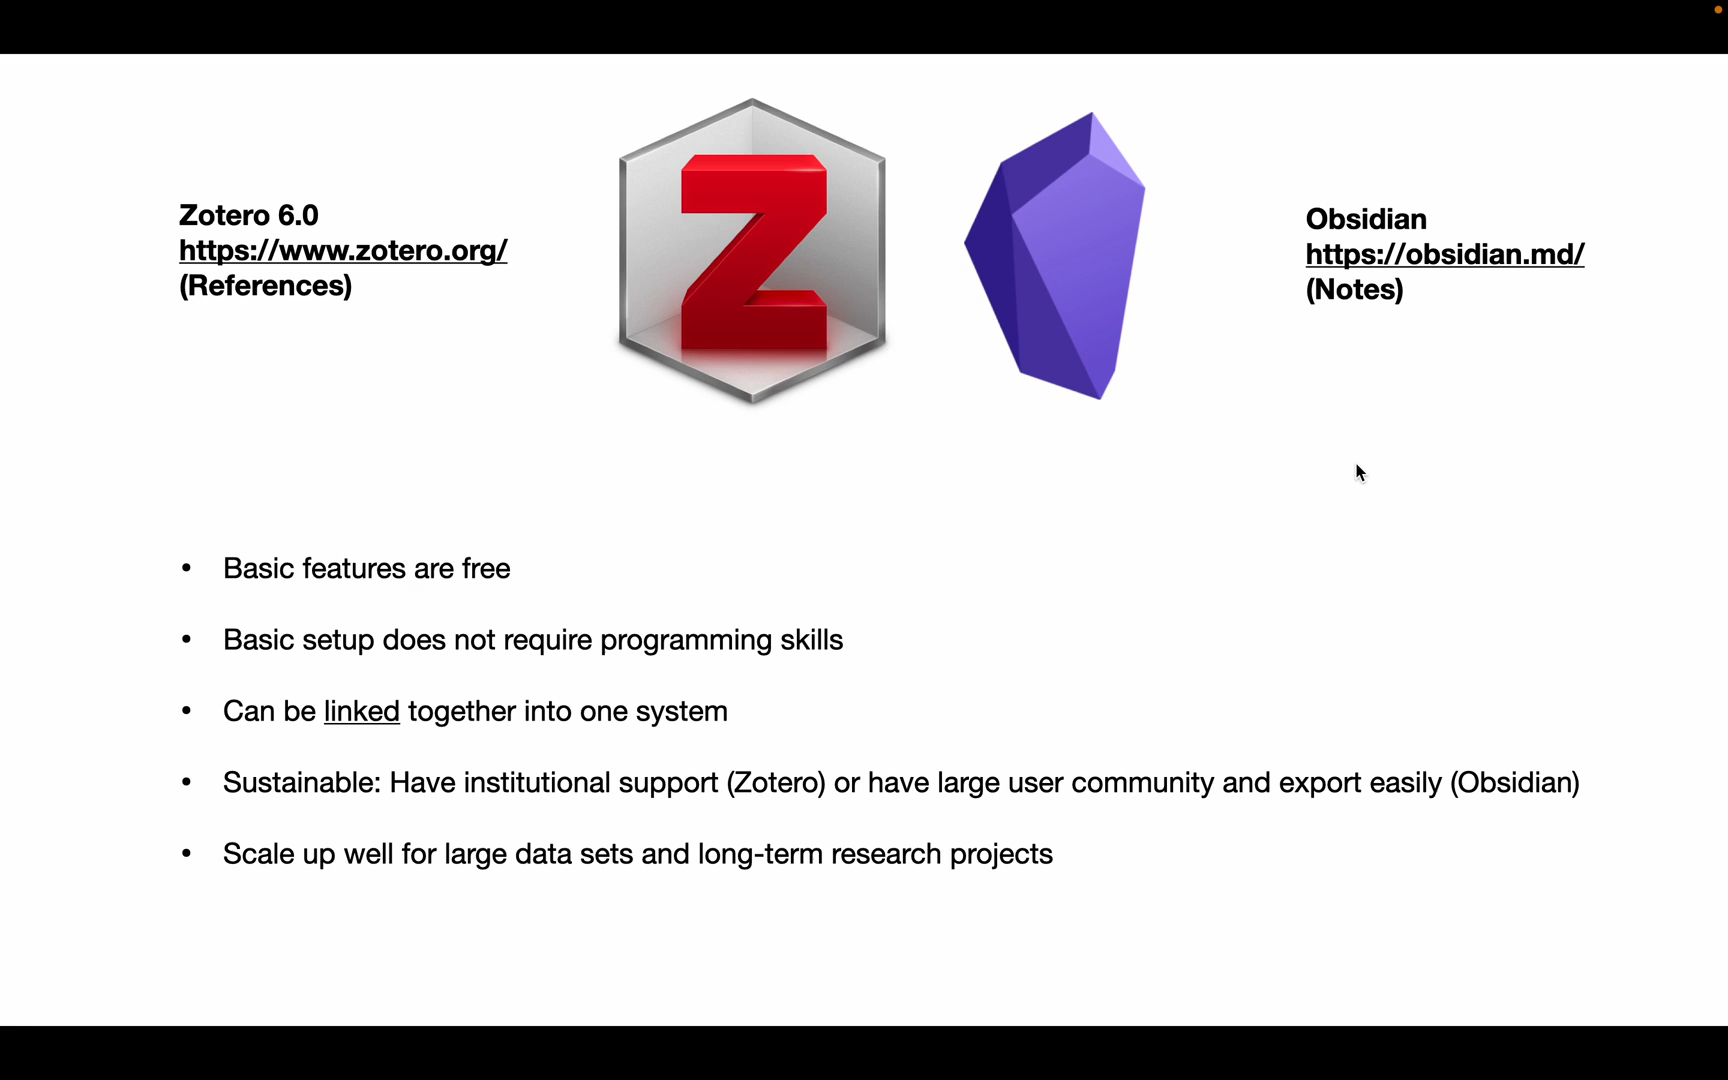 Zotero 6.0
https://www.zotero.org/
(References)
Z
Obsidian
https://obsidian.md/
(Notes)
• Basic features are free
• Basic setup does not require programming skills
• Can be linked together into one system
• Sustainable: Have institutional support (Zotero) or have large user community and export easily (Obsidian)
• Scale up well for large data sets and long-term research projects